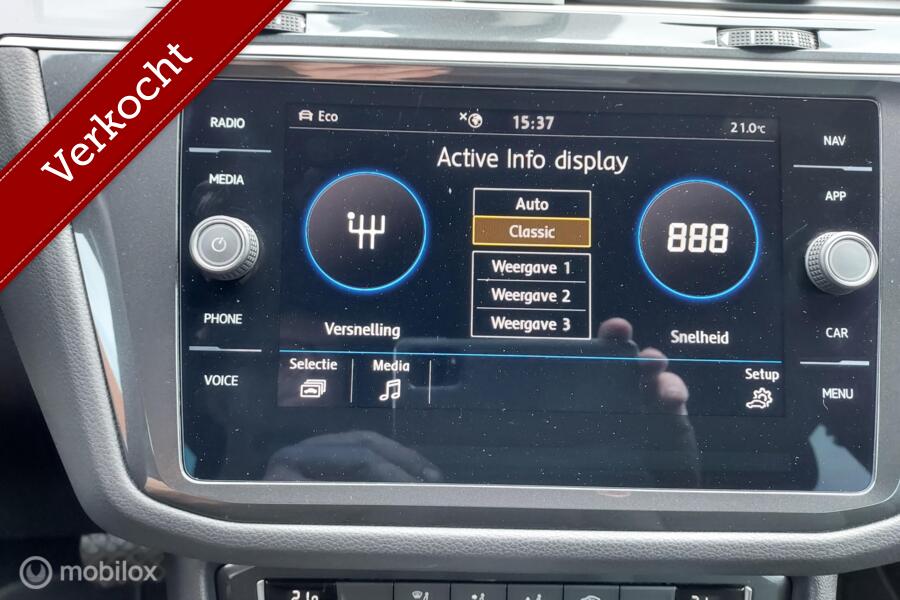 Verkocht
RADIO
MEDIA
PHONE
VOICE
Eco
15:37
21.0°C
Active Info display
Auto
Classic
Weergave 1
Weergave 2
Weergave 3
Versnelling
888
Snelheid
Selectie
Media
Setup
NAV
APP
CAR
MENU
mobilox